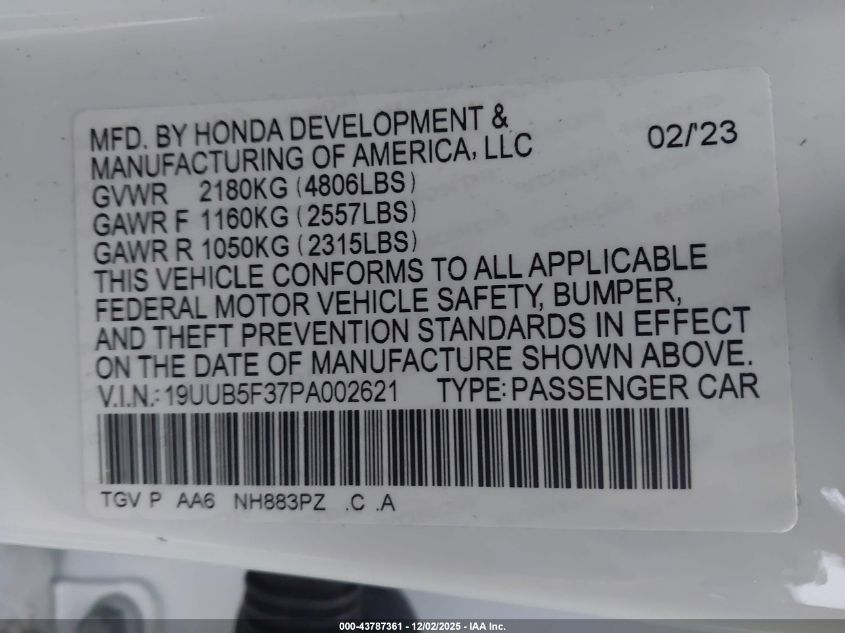 MFD. BY HONDA DEVELOPMENT & 02/'23
MANUFACTURING OF AMERICA, LLC
GVWR 2180KG (4806LBS)
GAWR F 1160KG (2557LBS)
GAWR R 1050KG (2315LBS)
THIS VEHICLE CONFORMS TO ALL APPLICABLE
FEDERAL MOTOR VEHICLE SAFETY, BUMPER,
AND THEFT PREVENTION STANDARDS IN EFFECT
ON THE DATE OF MANUFACTURE SHOWN ABOVE.
V.I.N.: 19UUB5F37PA002621 TYPE: PASSENGER CAR
TGV P AA6 NH883PZ .C .A
000-43787361 - 12/02/2025 - IAA Inc.